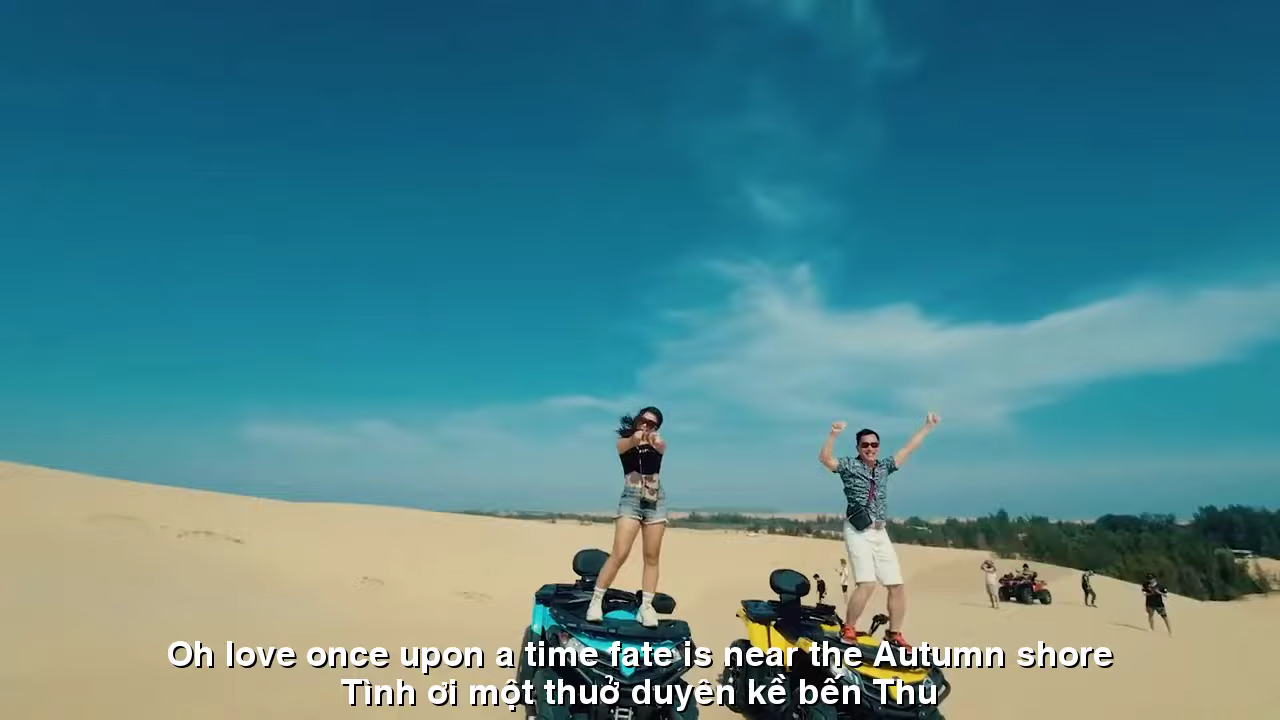 Oh love once upon a time fate is near the Autumn shore
Tình ơi một thuở duyên kề bến Thu